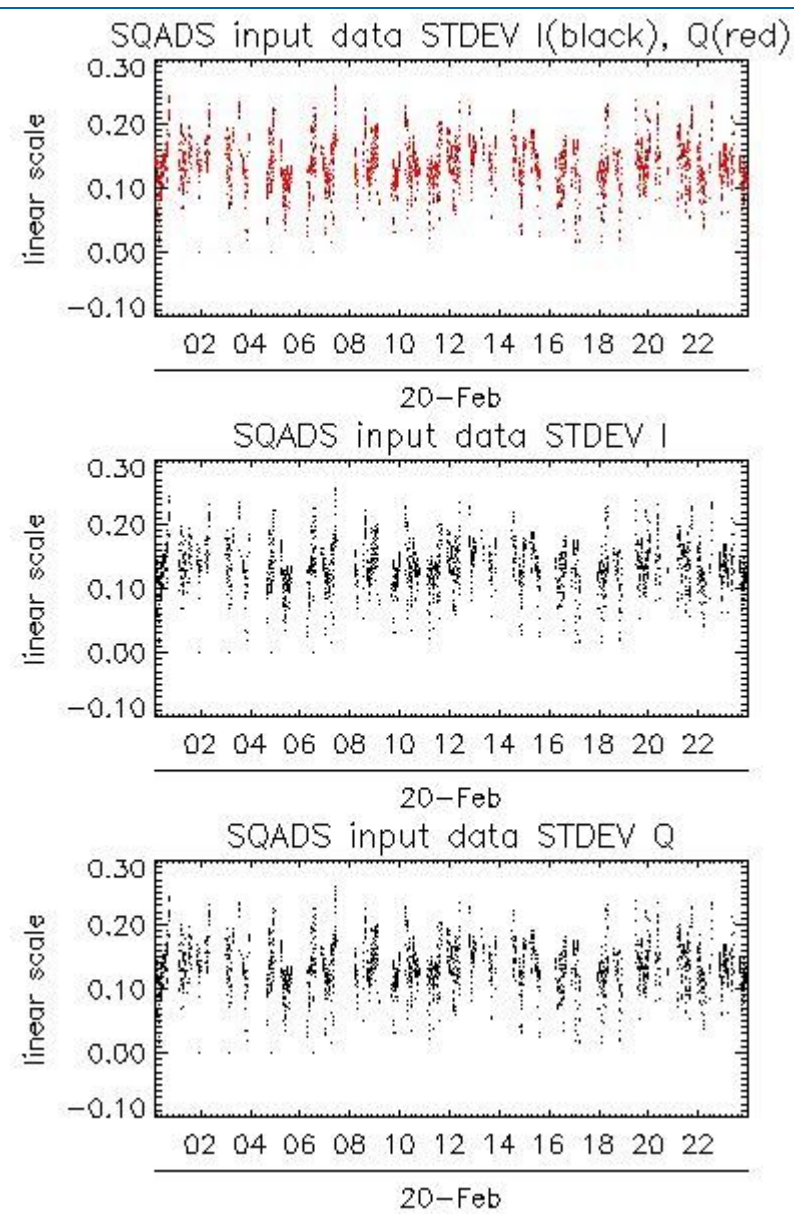 SQADS input data STDEV I(black), Q(red)
0.30
0.20
0.10
0.00
−0.10
linear scale
02 04 06 08 10 12 14 16 18 20 22
20−Feb
SQADS input data STDEV I
0.30
0.20
0.10
0.00
−0.10
linear scale
02 04 06 08 10 12 14 16 18 20 22
20−Feb
SQADS input data STDEV Q
0.30
0.20
0.10
0.00
−0.10
linear scale
02 04 06 08 10 12 14 16 18 20 22
20−Feb